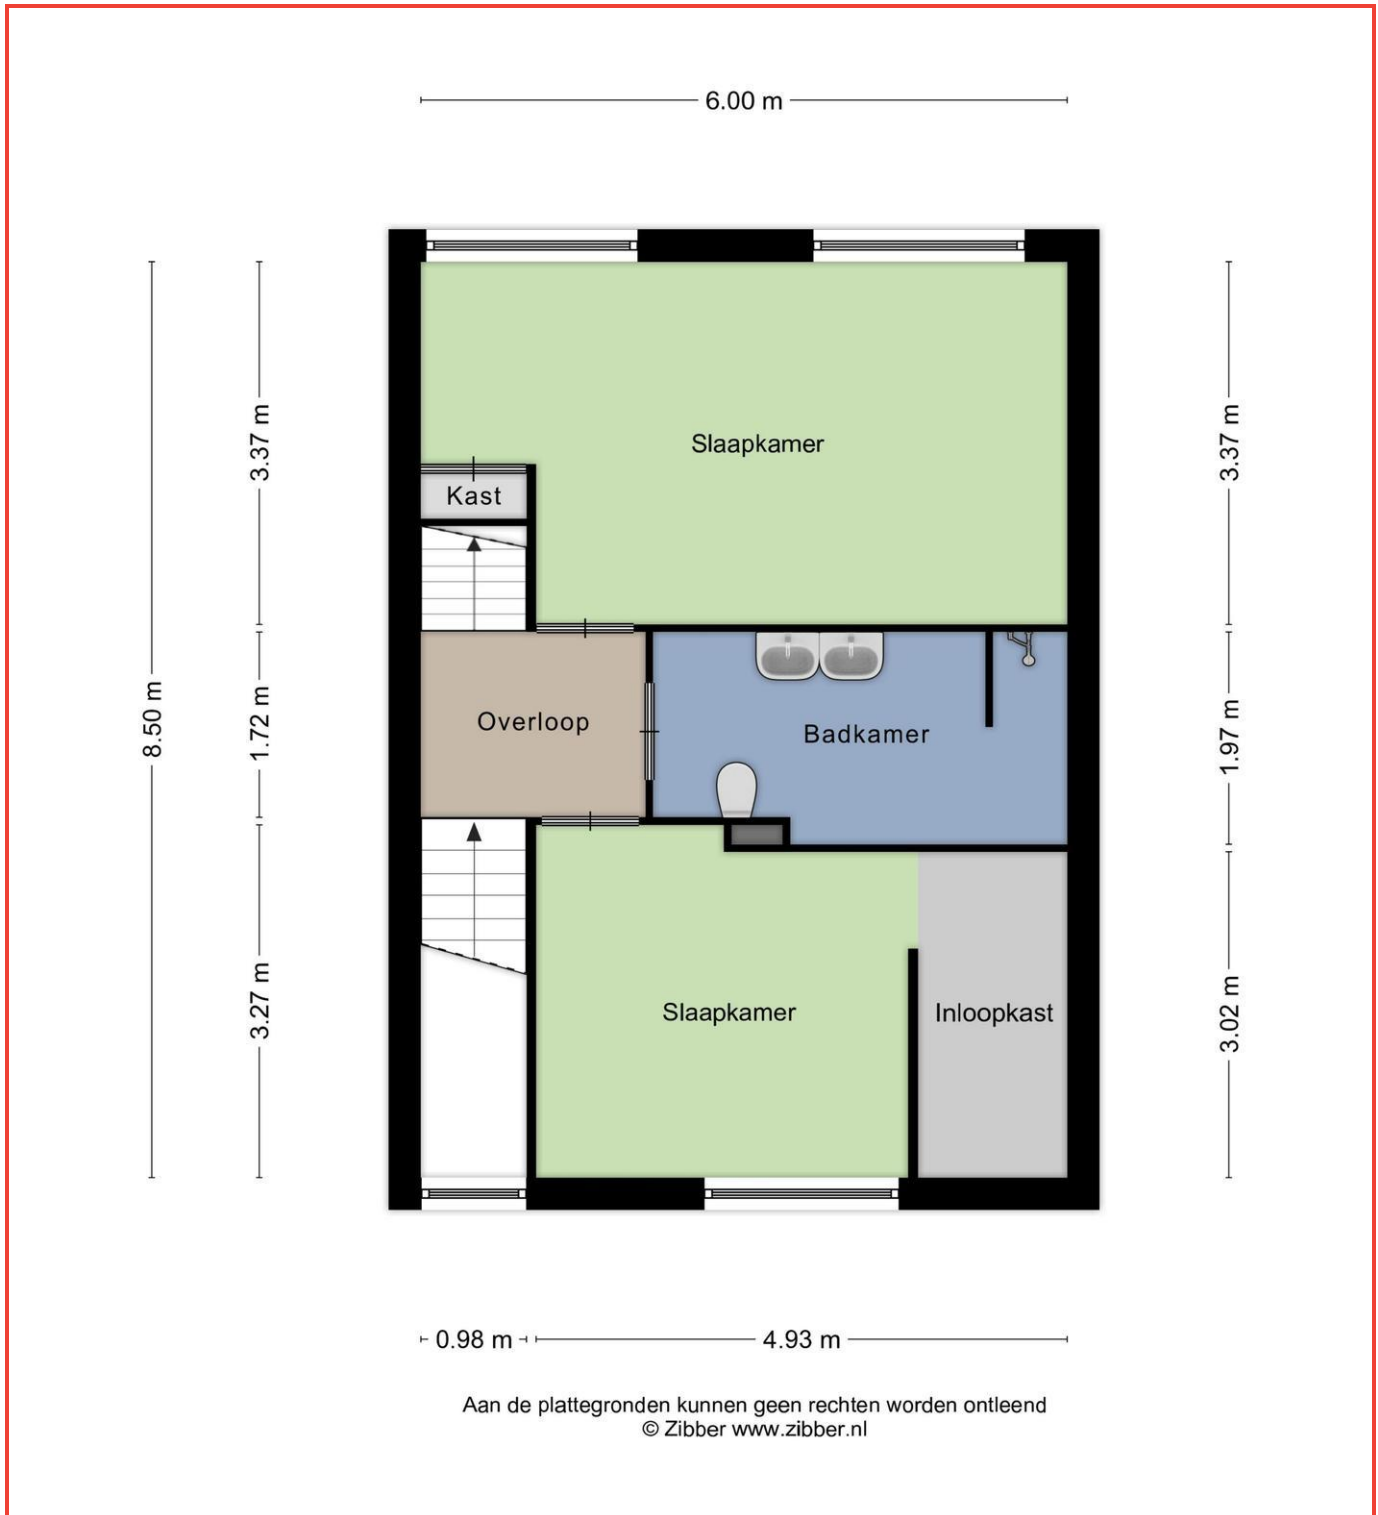 6.00 m
Slaapkamer
3.37 m
3.37 m
Kast
8.50 m
1.72 m
Overloop
Badkamer
1.97 m
3.27 m
Slaapkamer
Inloopkast
3.02 m
0.98 m
4.93 m
Aan de plattegronden kunnen geen rechten worden ontleend
© Zibber www.zibber.nl